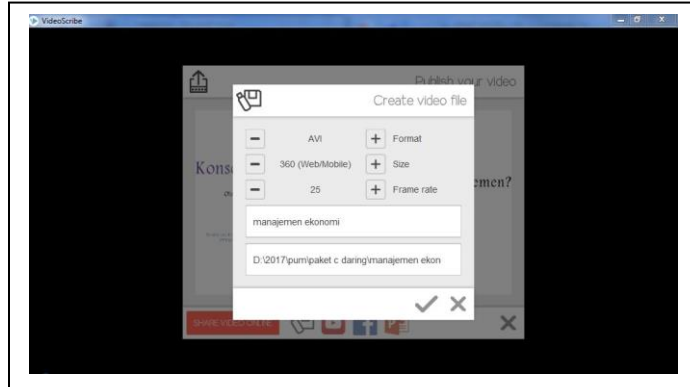 VideoScribe
Publish your video
Create video file
AVI Format
360 (Web/Mobile) Size
25 Frame rate
manajemen ekonomi
D:\2017\pum\paket c daring\manajemen ekon
SHARE VIDEO ONLINE